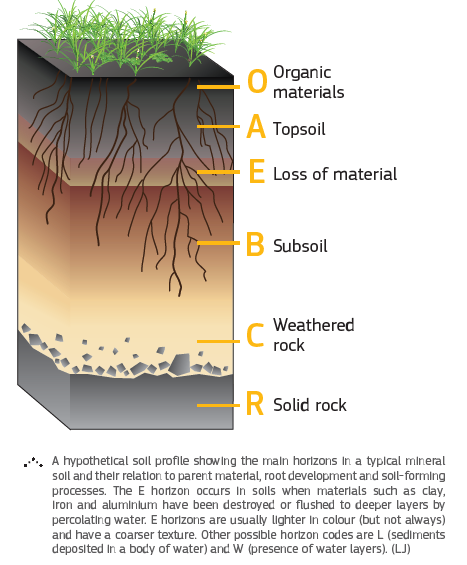 O Organic
materials
A Topsoil
E Loss of material
B Subsoil
C Weathered
rock
R Solid rock
A hypothetical soil profile showing the main horizons in a typical mineral
soil and their relation to parent material, root development and soil-forming
processes. The E horizon occurs in soils when materials such as clay,
iron and aluminium have been destroyed or flushed to deeper layers by
percolating water. E horizons are usually lighter in colour (but not always)
and have a coarser texture. Other possible horizon codes are L (sediments
deposited in a body of water) and W (presence of water layers). (LJ)